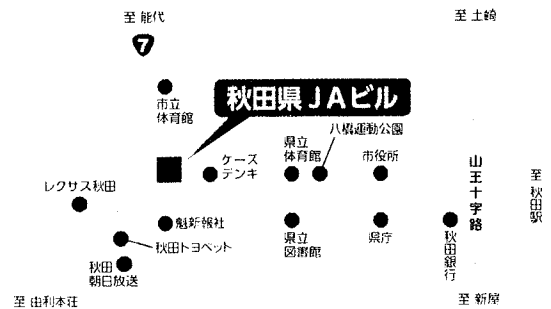 至 能代
7
至 土崎
市立
体育館
秋田県JAビル
八橋運動公園
県立
体育館
市役所
ケーズ
デンキ
レクサス秋田
山王十字路
至 秋田駅
魁新報社
秋田トヨペット
県立
図書館
県庁
秋田銀行
秋田
朝日放送
至 由利本荘
至 新屋